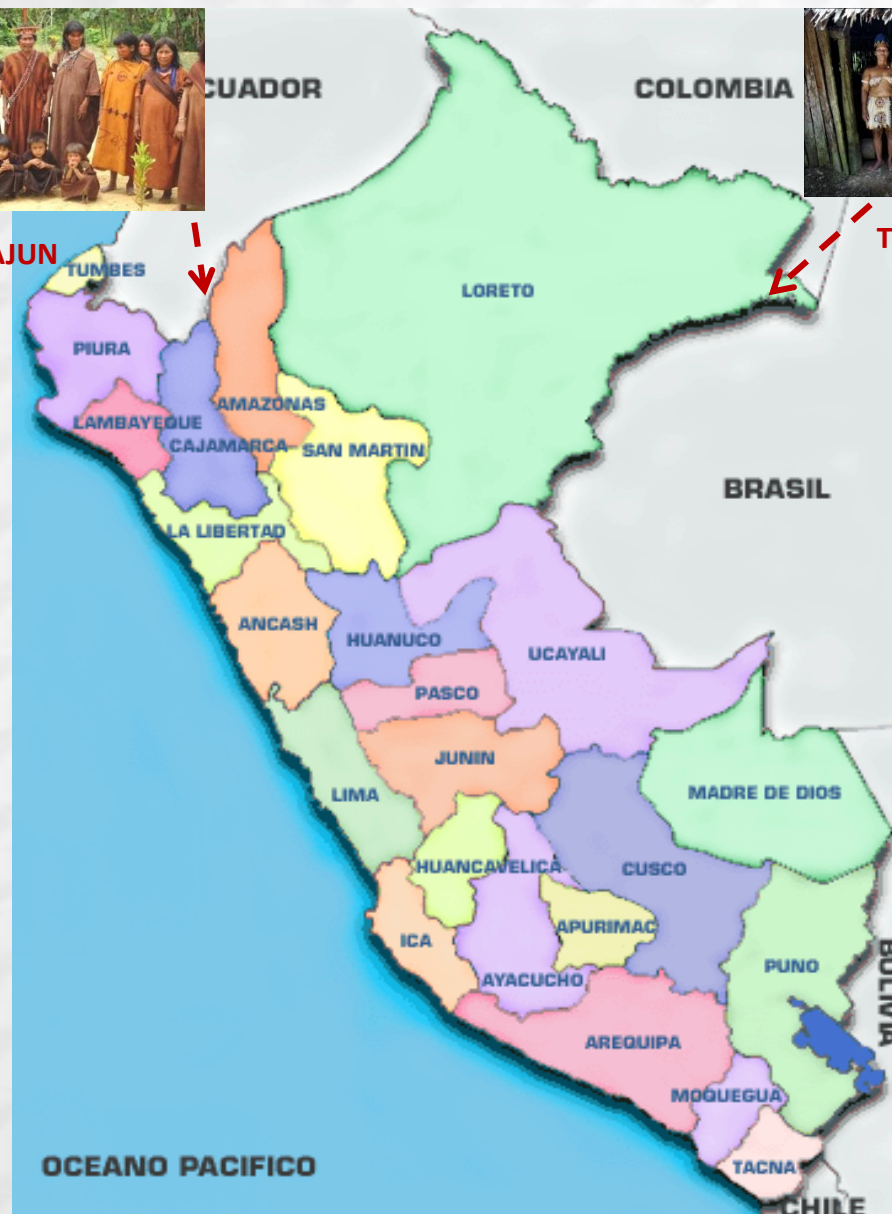 CUADOR
COLOMBIA
AJUN
T
TUMBES
LORETO
PIURA
AMAZONAS
LAMBAYEQUE
CAJAMARCA
SAN MARTIN
BRASIL
LA LIBERTAD
ANCASH
HUANUCO
UCAYALI
PASCO
JUNIN
LIMA
MADRE DE DIOS
HUANCAVELICA
CUSCO
APURIMAC
ICA
PUNO
BOLIVIA
AYACUCHO
AREQUIPA
MOQUEGUA
OCEANO PACIFICO
TACNA
CHILE